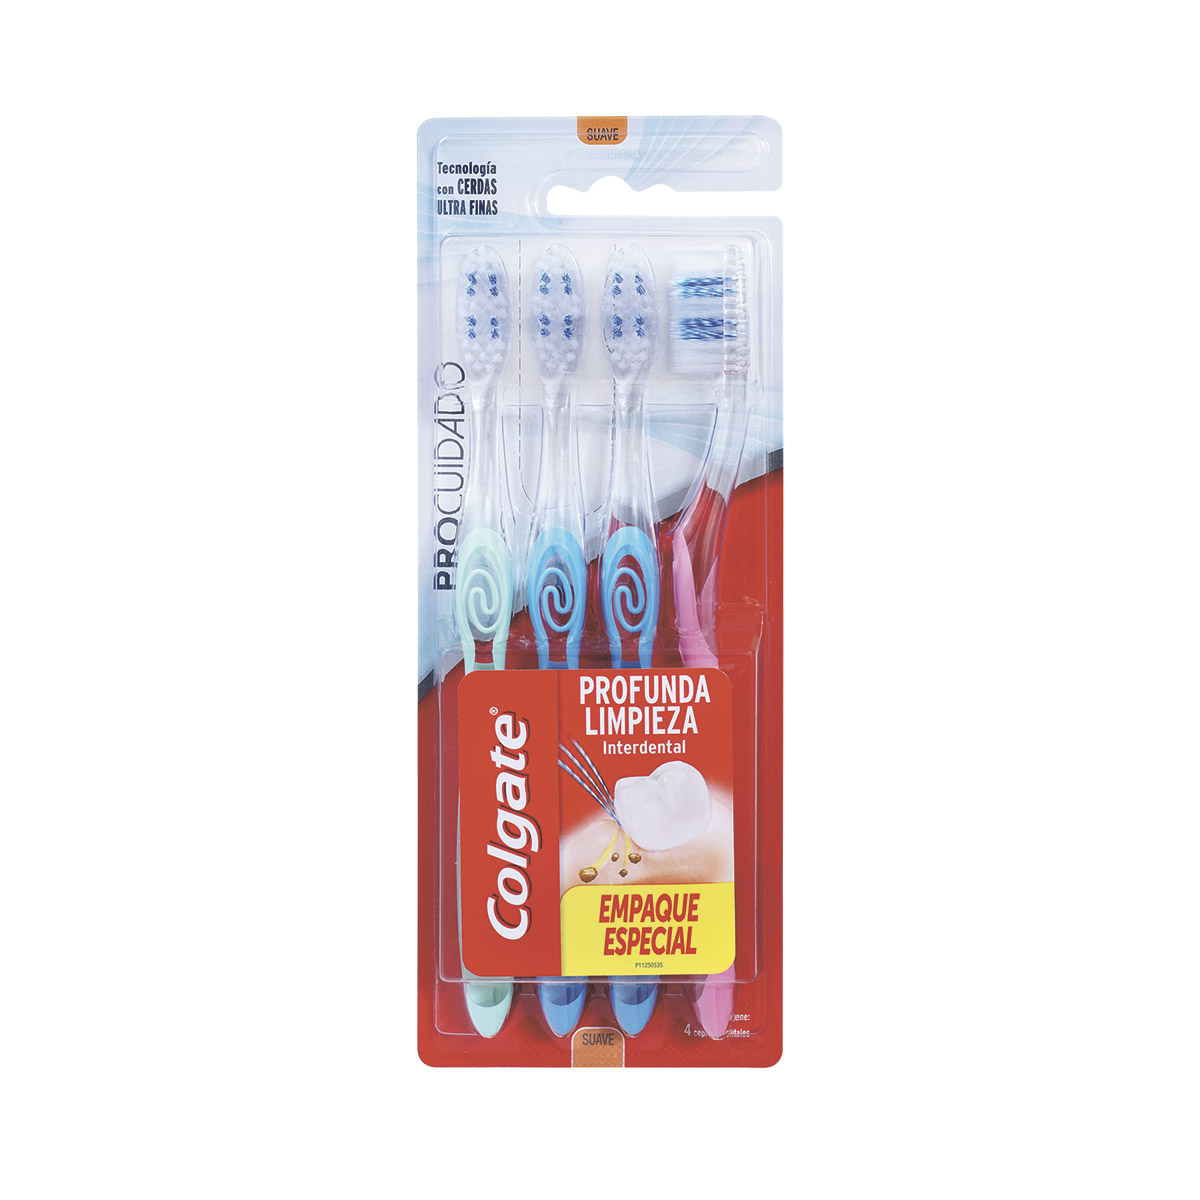 SUAVE
Tecnología
con CERDAS
ULTRA FINAS
PROCUIDADO
Colgate®
PROFUNDA
LIMPIEZA
Interdental
EMPAQUE
ESPECIAL
P11250535
4
SUAVE